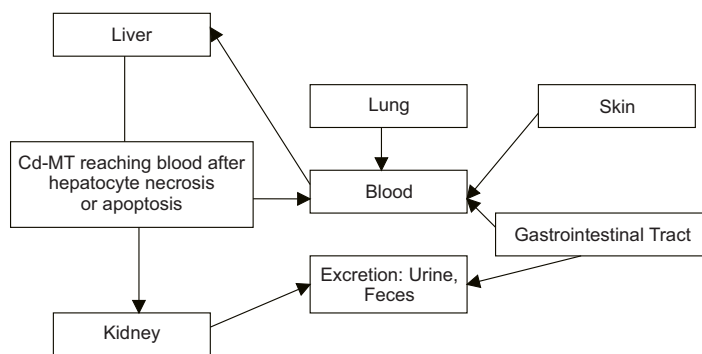 Liver
Lung
Skin
Cd-MT reaching blood after
hepatocyte necrosis
or apoptosis
Blood
Gastrointestinal Tract
Excretion: Urine,
Feces
Kidney